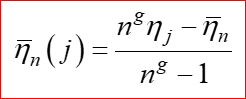 η̅ₙ(j) = (nᵍηⱼ − η̅ₙ) / (nᵍ − 1)